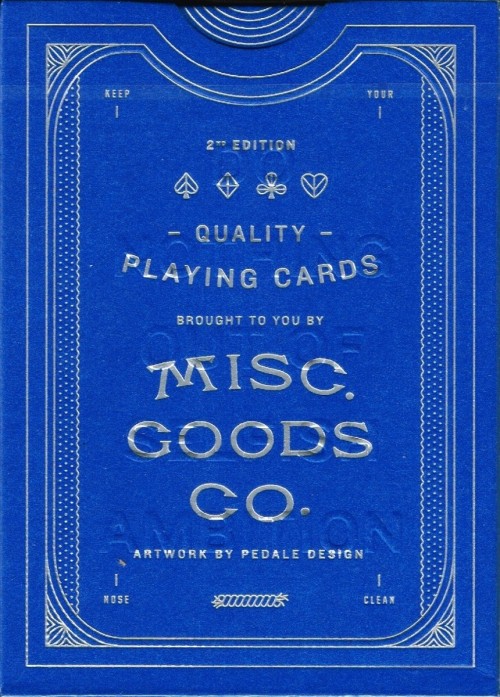 KEEP YOUR
2ND EDITION
– QUALITY –
PLAYING CARDS
BROUGHT TO YOU BY
MISC.
GOODS
CO.
AMBITION
ARTWORK BY PEDALE DESIGN
NOSE CLEAN